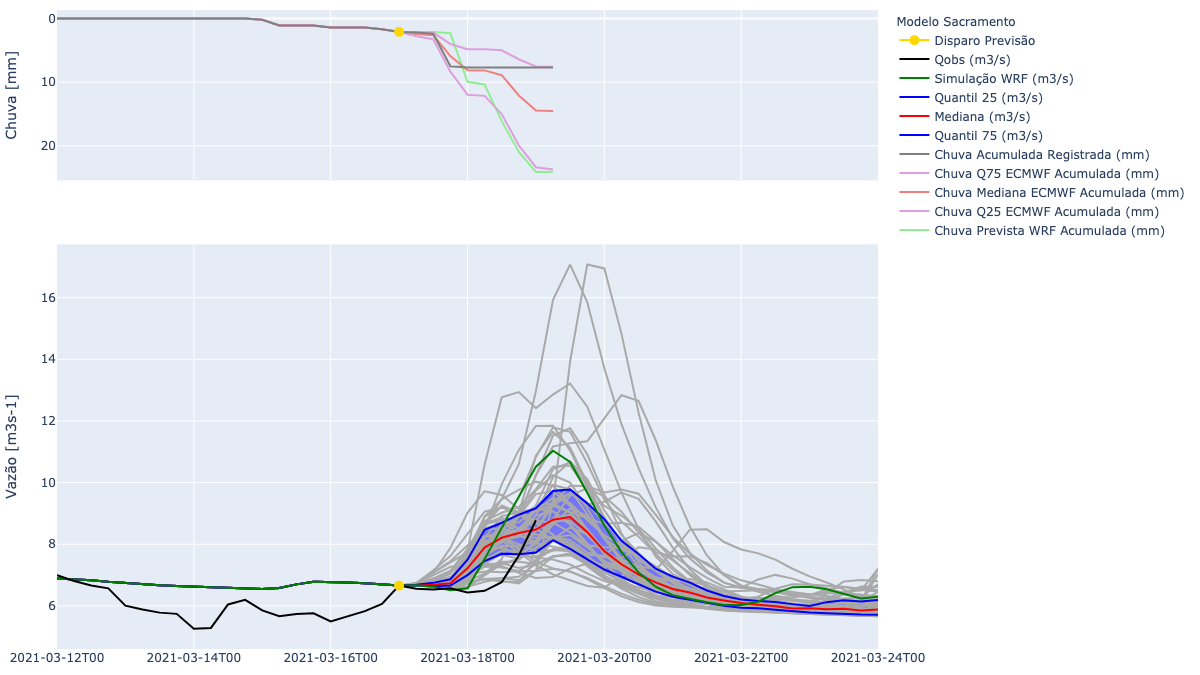 0
10
20
Chuva [mm]
Modelo Sacramento
Disparo Previsão
Qobs (m3/s)
Simulação WRF (m3/s)
Quantil 25 (m3/s)
Mediana (m3/s)
Quantil 75 (m3/s)
Chuva Acumulada Registrada (mm)
Chuva Q75 ECMWF Acumulada (mm)
Chuva Mediana ECMWF Acumulada (mm)
Chuva Q25 ECMWF Acumulada (mm)
Chuva Prevista WRF Acumulada (mm)
16
14
12
10
8
6
Vazão [m3s-1]
2021-03-12T00
2021-03-14T00
2021-03-16T00
2021-03-18T00
2021-03-20T00
2021-03-22T00
2021-03-24T00